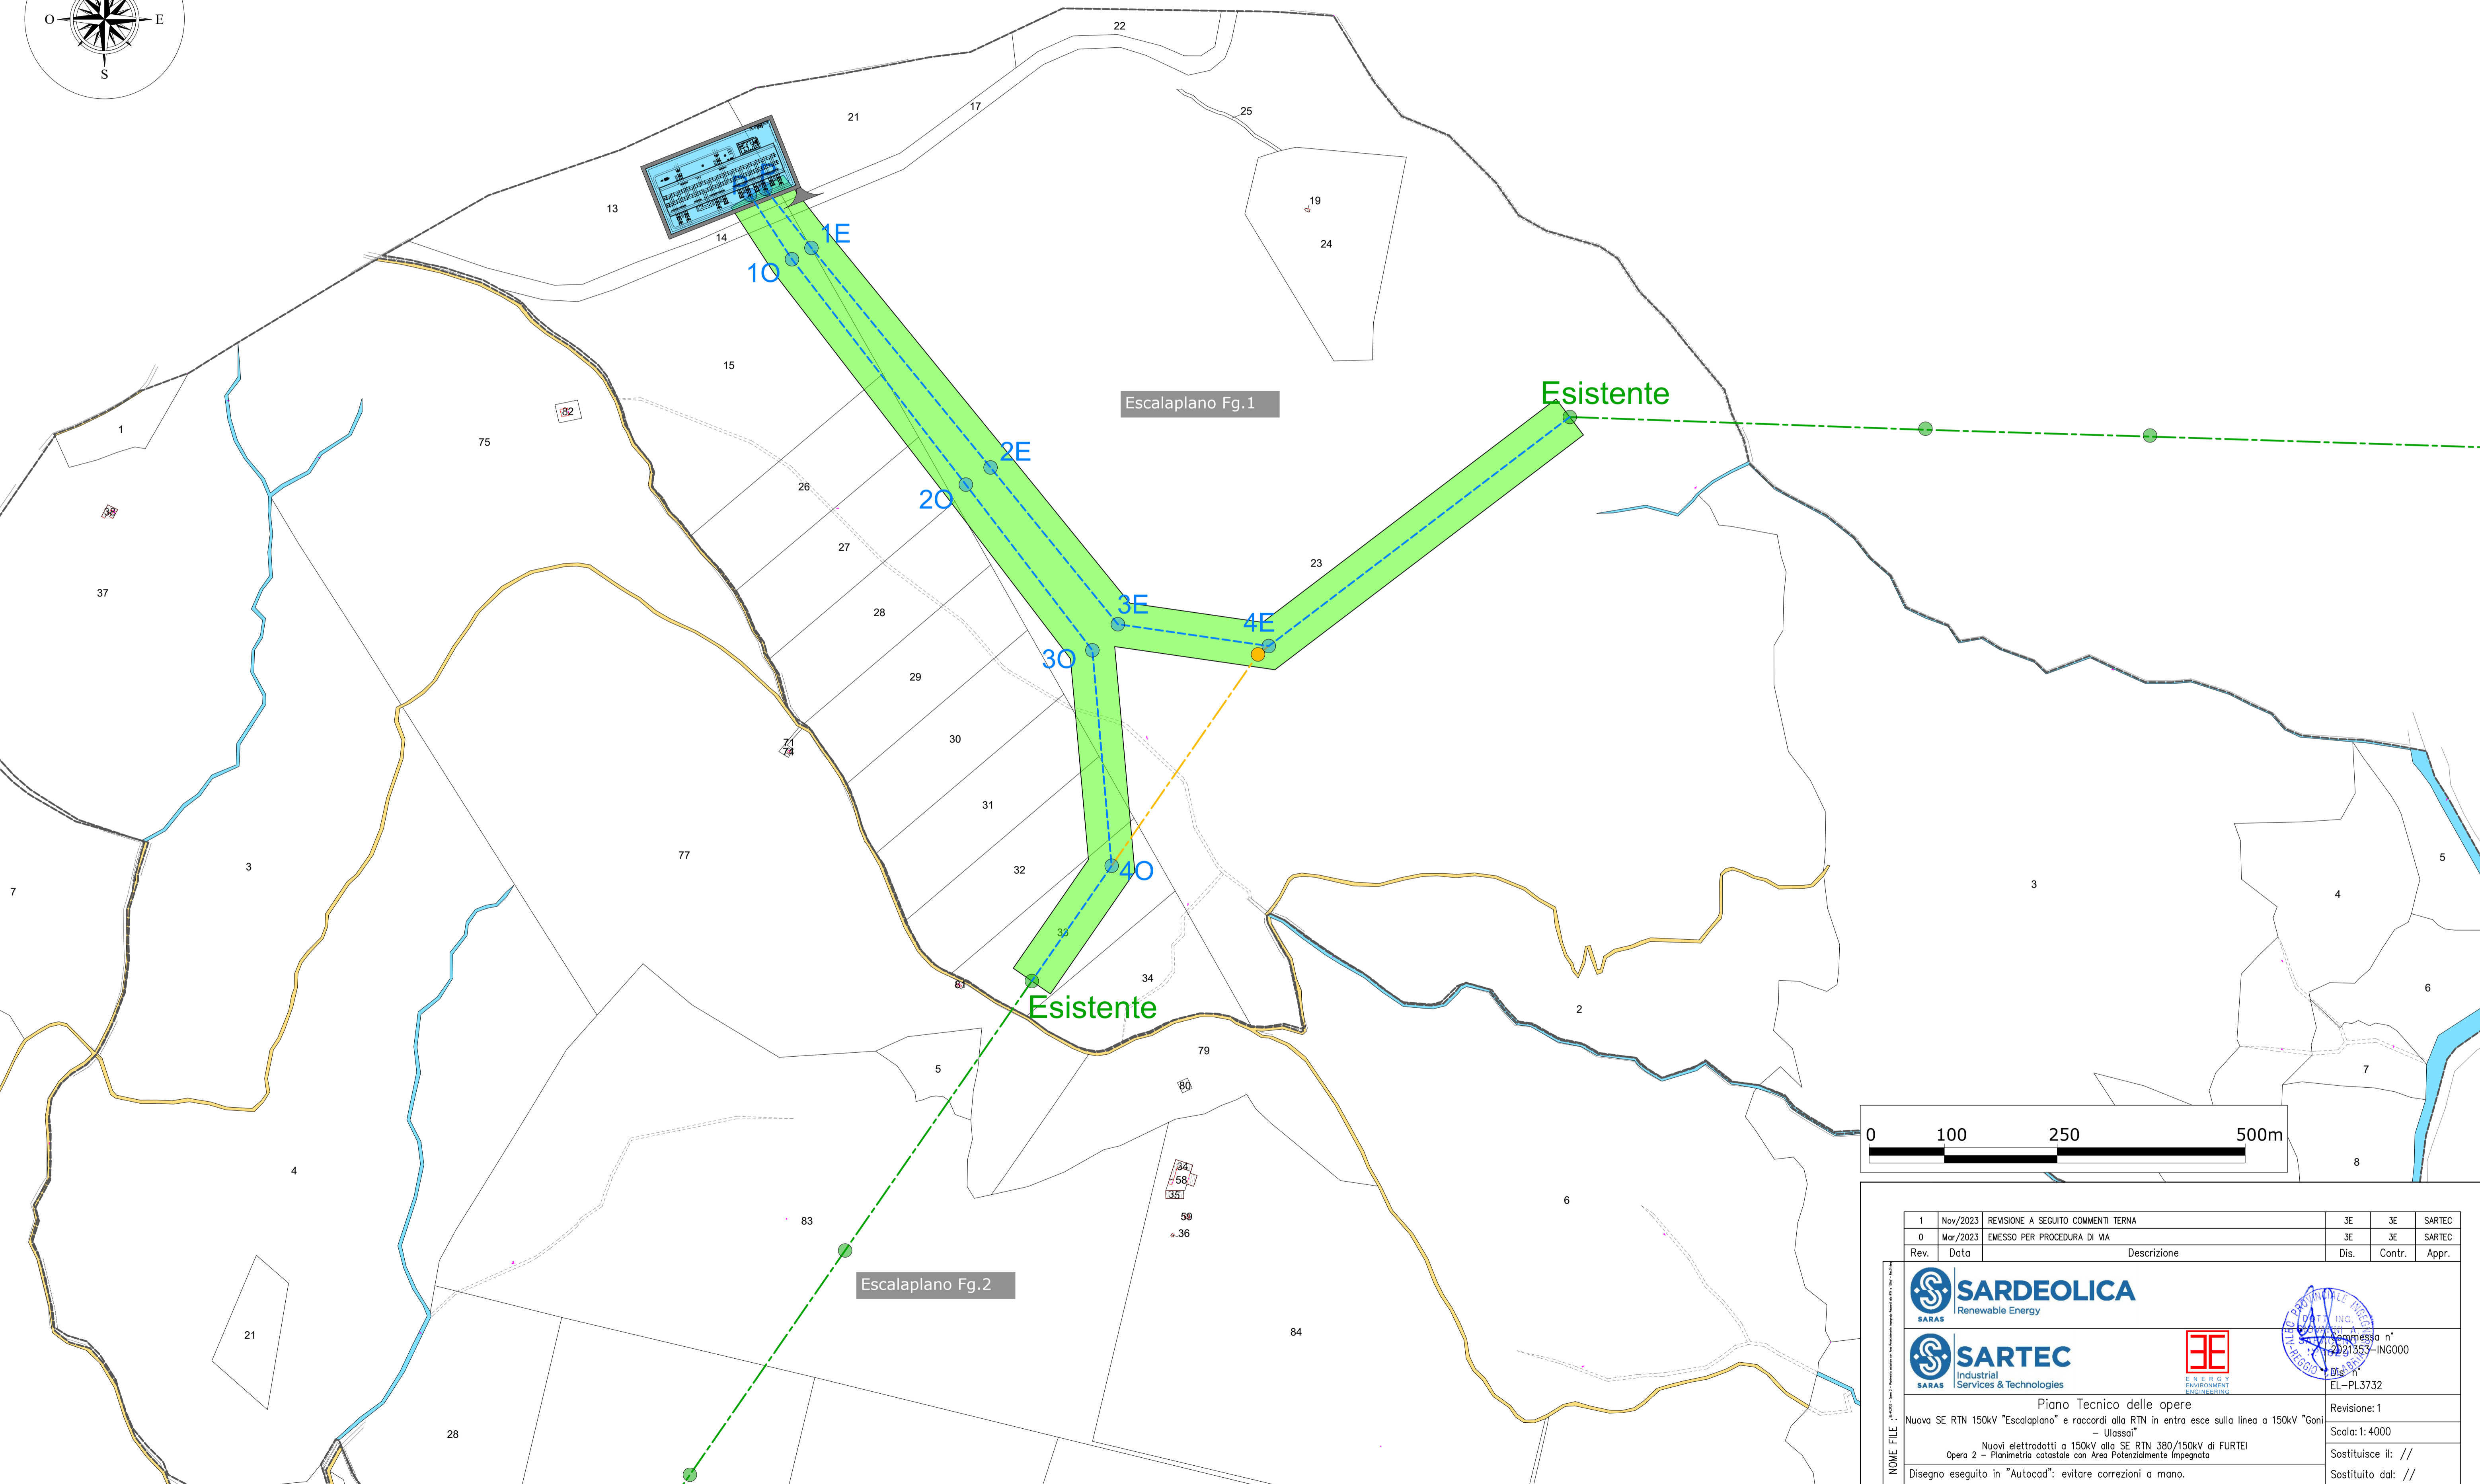 O
E
S
22
17
21
25
13
14
19
24
P
P
1E
1O
15
Escalaplano Fg.1
Esistente
82
1
75
2E
2O
26
38
27
23
37
28
3E
4E
3O
29
30
71
74
31
77
32
4O
3
7
3
4
5
33
34
81
Esistente
2
6
79
5
80
7
0 100 250 500m
4
34
58
35
6
8
59
36
83
Escalaplano Fg.2
21
84
28
1 Nov/2023 REVISIONE A SEGUITO COMMENTI TERNA 3E 3E SARTEC
0 Mar/2023 EMESSO PER PROCEDURA DI VIA 3E 3E SARTEC
Rev. Data Descrizione Dis. Contr. Appr.
SARDEOLICA
Renewable Energy
SARAS
SARTEC
Industrial
Services & Technologies
SARAS
ENERGY
ENVIRONMENT
ENGINEERING
Commessa n°
2021353-ING000
Dis. n°
EL-PL3732
Piano Tecnico delle opere
Nuova SE RTN 150kV "Escalaplano" e raccordi alla RTN in entra esce sulla linea a 150kV "Goni
– Ulassai"
Nuovi elettrodotti a 150kV alla SE RTN 380/150kV di FURTEI
Opera 2 – Planimetria catastale con Area Potenzialmente Impegnata
Revisione: 1
Scala: 1: 4000
Sostituisce il: //
Sostituito dal: //
Disegno eseguito in "Autocad": evitare correzioni a mano.
NOME FILE :